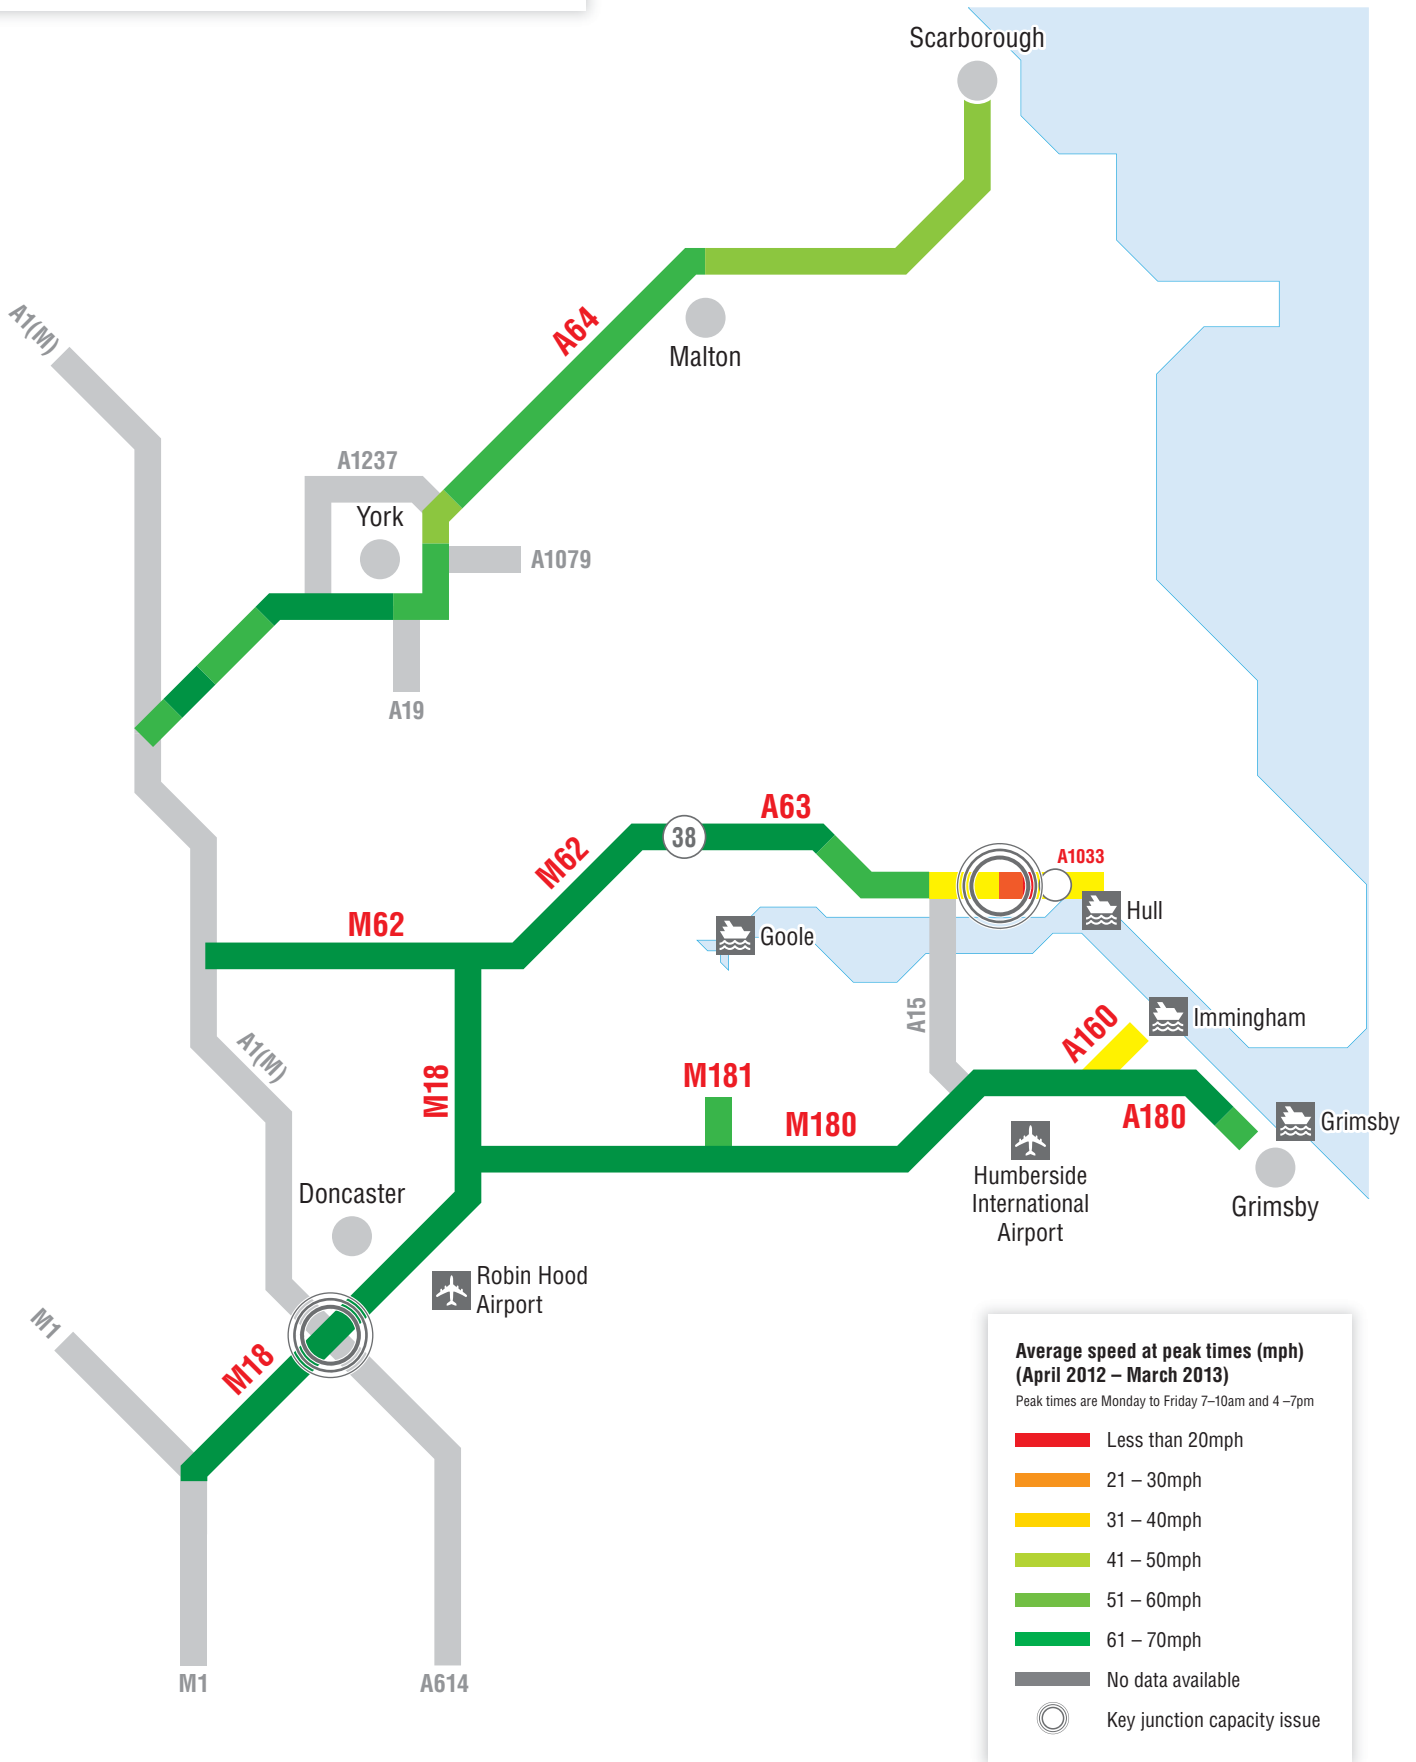 Scarborough
A1(M)
A64
Malton
A1237
York
A1079
A19
A63
38
M62
A1033
M62
Hull
Goole
A15
A160
Immingham
A1(M)
M18
M181
M180
A180
Grimsby
Humberside
International
Airport
Grimsby
Doncaster
Robin Hood
Airport
M1
M18
M1
A614
Average speed at peak times (mph)
(April 2012 – March 2013)
Peak times are Monday to Friday 7–10am and 4 –7pm
Less than 20mph
21 – 30mph
31 – 40mph
41 – 50mph
51 – 60mph
61 – 70mph
No data available
Key junction capacity issue